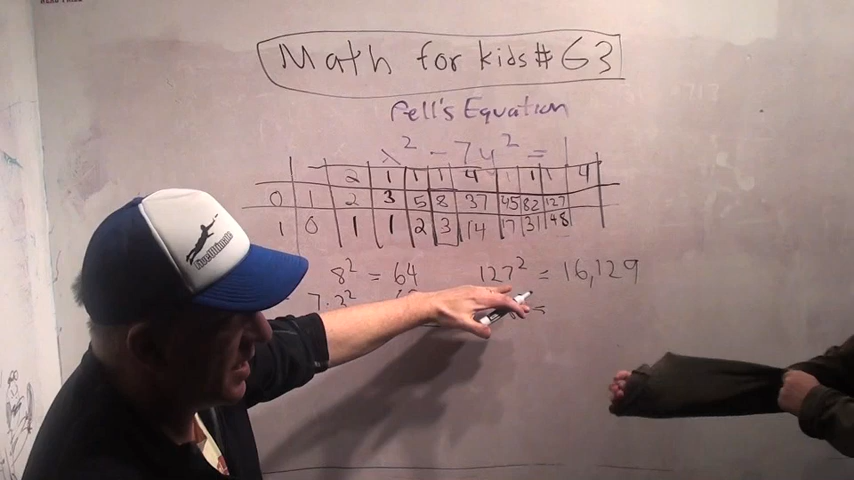 Math for kids # 63
Pell's Equation
x² - 7y² = 1
2 1 1 1 4 1 1 1 4
0 1 2 3 5 8 37 45 82 127
1 0 1 1 2 3 14 17 31 48
8² = 64 127² = 16,129
7·3² =